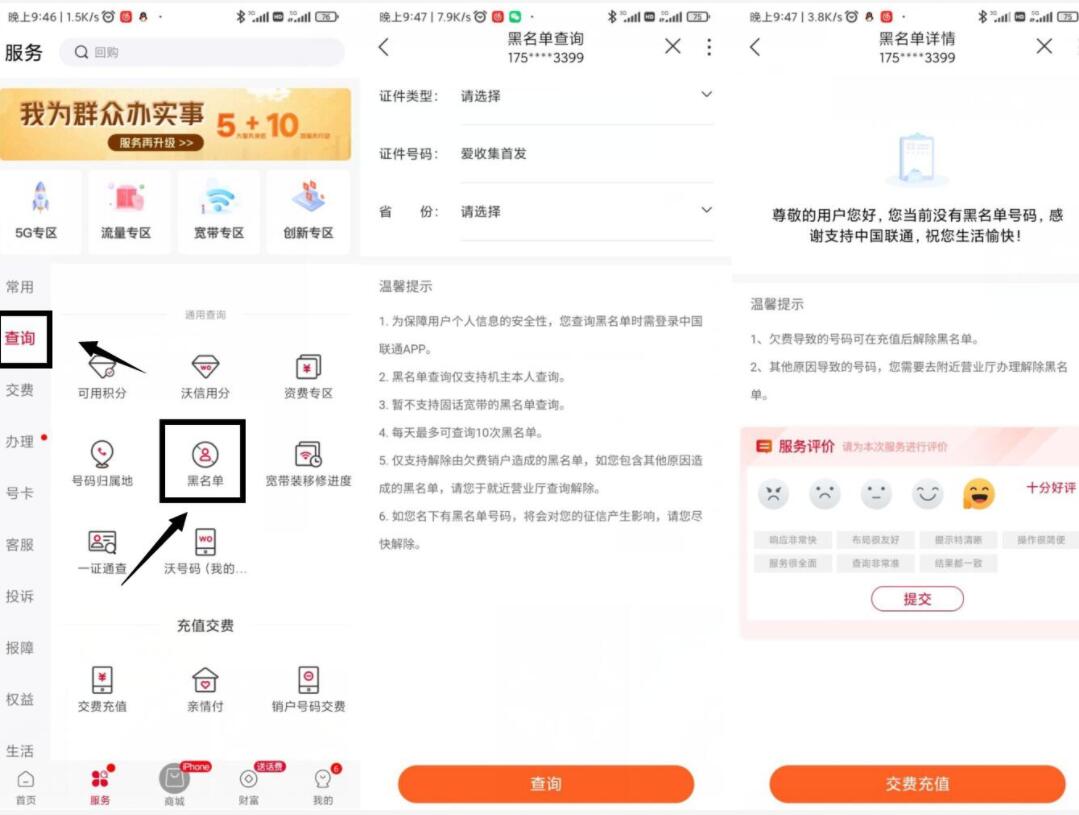 晚上9:46 | 1.5K/s
76
服务
回购
我为群众办实事
5+10
服务再升级 >>
5G专区
流量专区
宽带专区
创新专区
常用
查询
交费
办理
号卡
客服
投诉
报障
权益
生活
通用查询
可用积分
沃信用分
资费专区
号码归属地
黑名单
宽带装移修进度
一证通查
沃号码(我的...
充值交费
交费充值
亲情付
销户号码交费
iPhone
送话费
6
首页
服务
商城
财富
我的
晚上9:47 | 7.9K/s
75
黑名单查询
175****3399
证件类型: 请选择
证件号码: 爱收集首发
省 份: 请选择
温馨提示
1. 为保障用户个人信息的安全性，您查询黑名单时需登录中国
联通APP。
2. 黑名单查询仅支持机主本人查询。
3. 暂不支持固话宽带的黑名单查询。
4. 每天最多可查询10次黑名单。
5. 仅支持解除由欠费销户造成的黑名单，如您包含其他原因造
成的黑名单，请您于就近营业厅查询解除。
6. 如您名下有黑名单号码，将会对您的征信产生影响，请您尽
快解除。
查询
晚上9:47 | 3.8K/s
75
黑名单详情
175****3399
尊敬的用户您好，您当前没有黑名单号码，感
谢支持中国联通，祝您生活愉快！
温馨提示
1、欠费导致的号码可在充值后解除黑名单。
2、其他原因导致的号码，您需要去附近营业厅办理解除黑名
单。
服务评价 请为本次服务进行评价
十分好评
响应非常快
布局很友好
提示特清晰
操作很简便
服务很全面
查询非常准
结果都一致
提交
交费充值